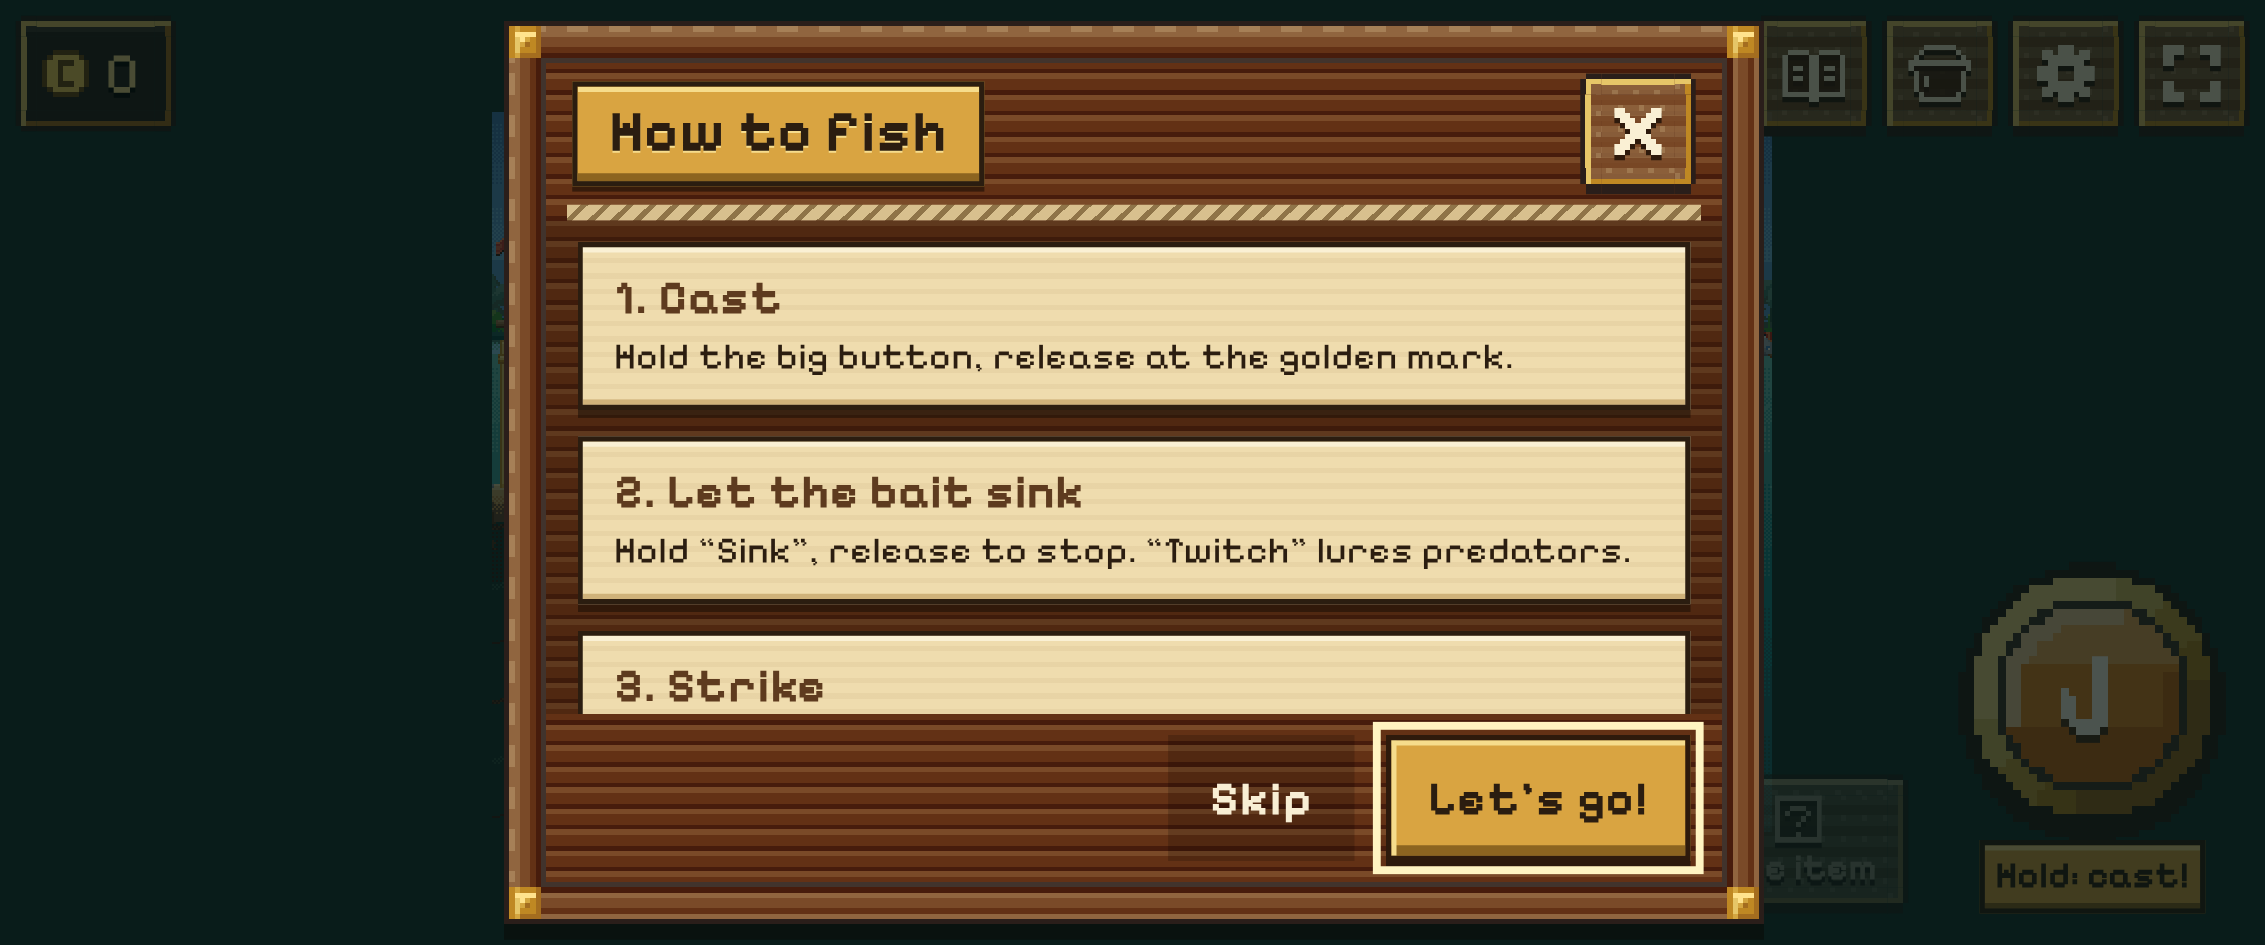 C 0
How to fish
1. Cast
Hold the big button, release at the golden mark.
2. Let the bait sink
Hold “Sink”, release to stop. “Twitch” lures predators.
3. Strike
Skip
Let's go!
?
e item
Hold: cast!